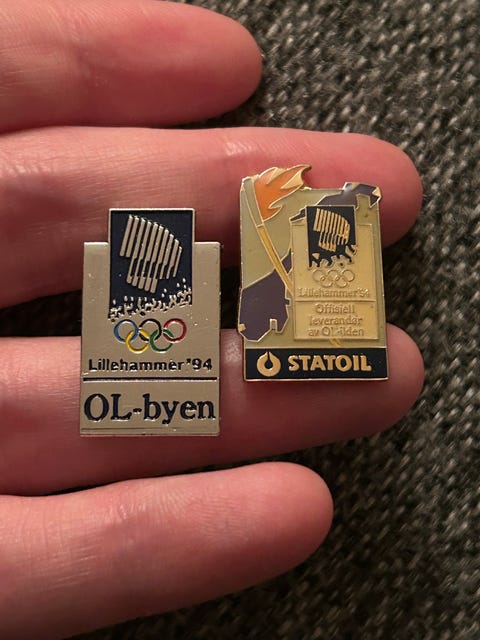 Lillehammer'94
OL-byen
Lillehammer'94
Offisiell
leverandør
av OL-ilden
STATOIL